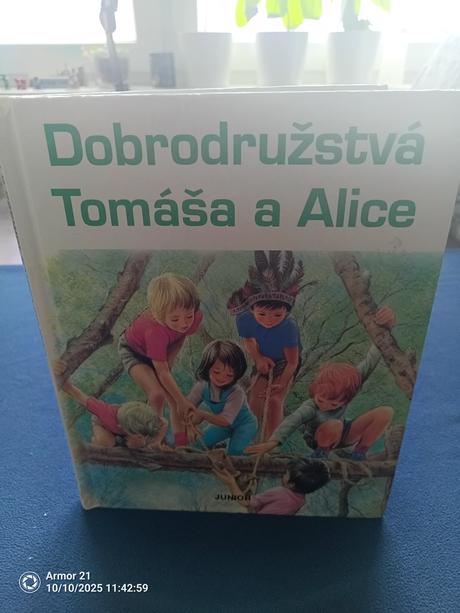 Dobrodružstvá
Tomáša a Alice
JUNIOR
Armor 21
10/10/2025 11:42:59